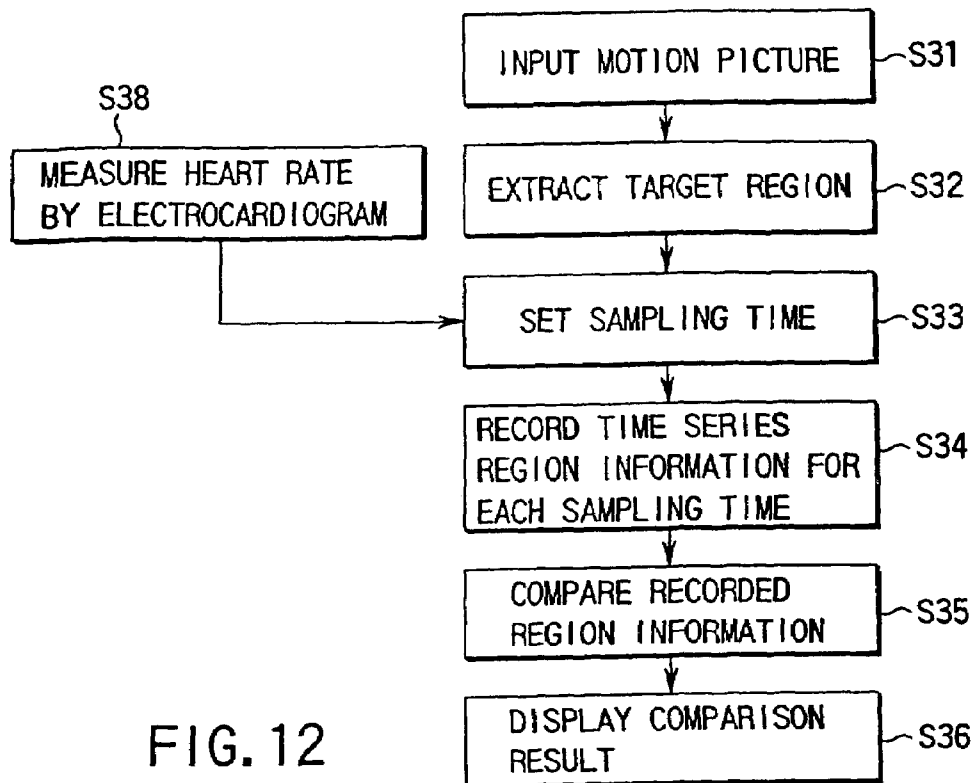 INPUT MOTION PICTURE
S31
S38
MEASURE HEART RATE
BY ELECTROCARDIOGRAM
EXTRACT TARGET REGION
S32
SET SAMPLING TIME
S33
RECORD TIME SERIES
REGION INFORMATION FOR
EACH SAMPLING TIME
S34
COMPARE RECORDED
REGION INFORMATION
S35
DISPLAY COMPARISON
RESULT
S36
FIG. 12